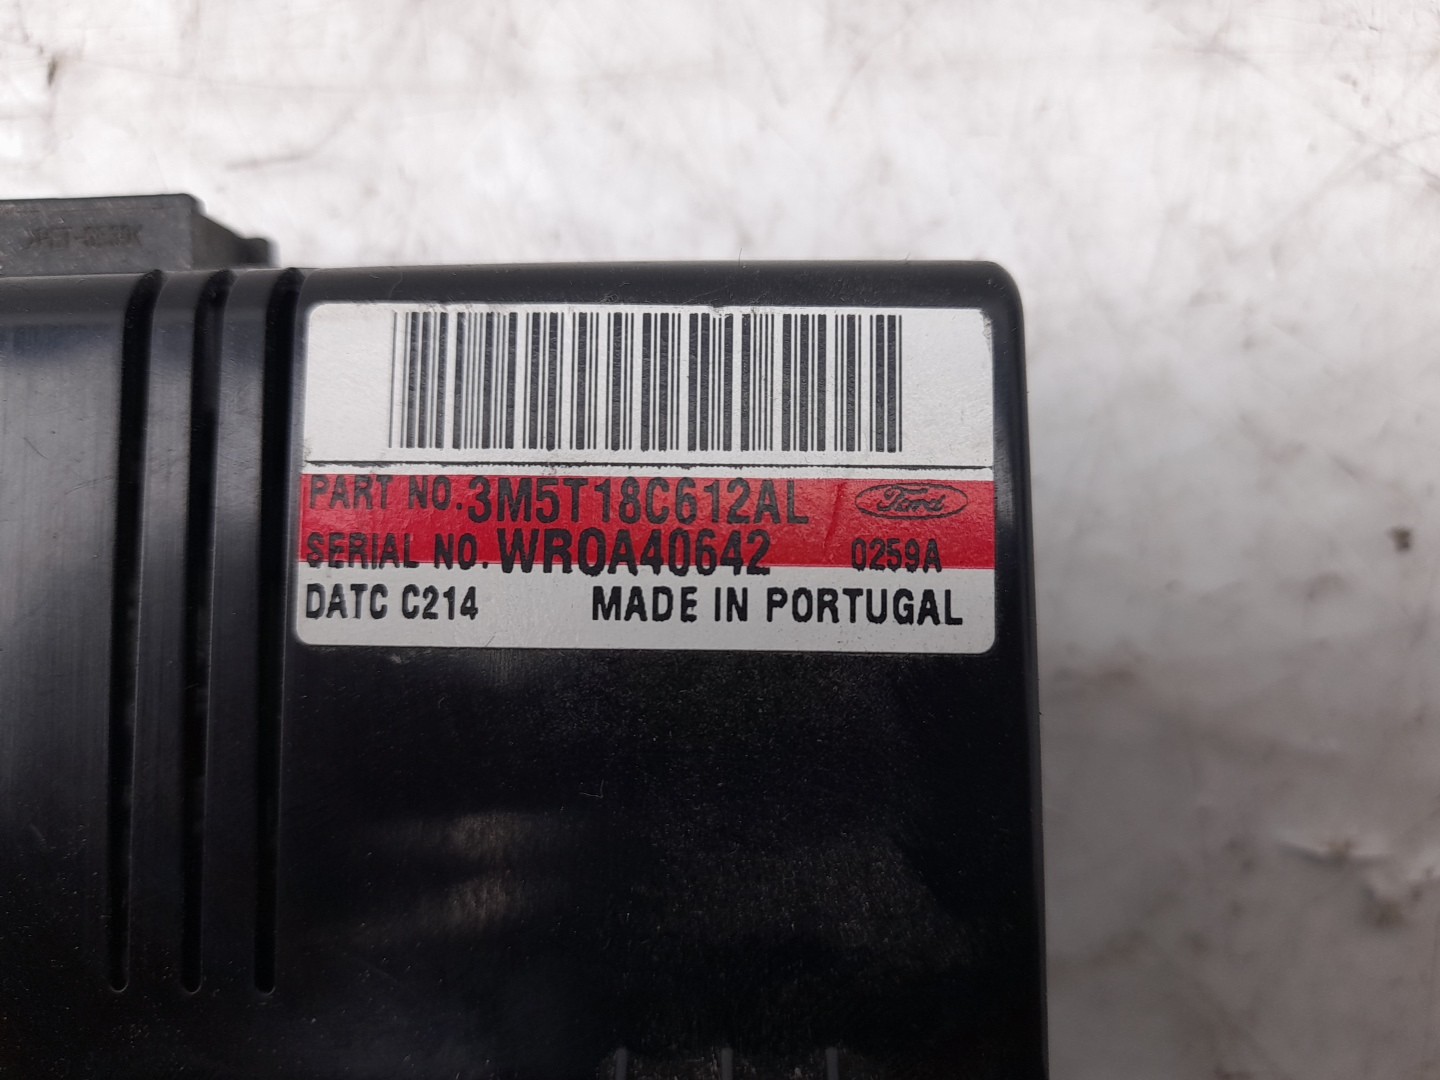 PART NO. 3M5T18C612AL Ford
SERIAL NO. WR0A40642 0259A
DATC C214 MADE IN PORTUGAL